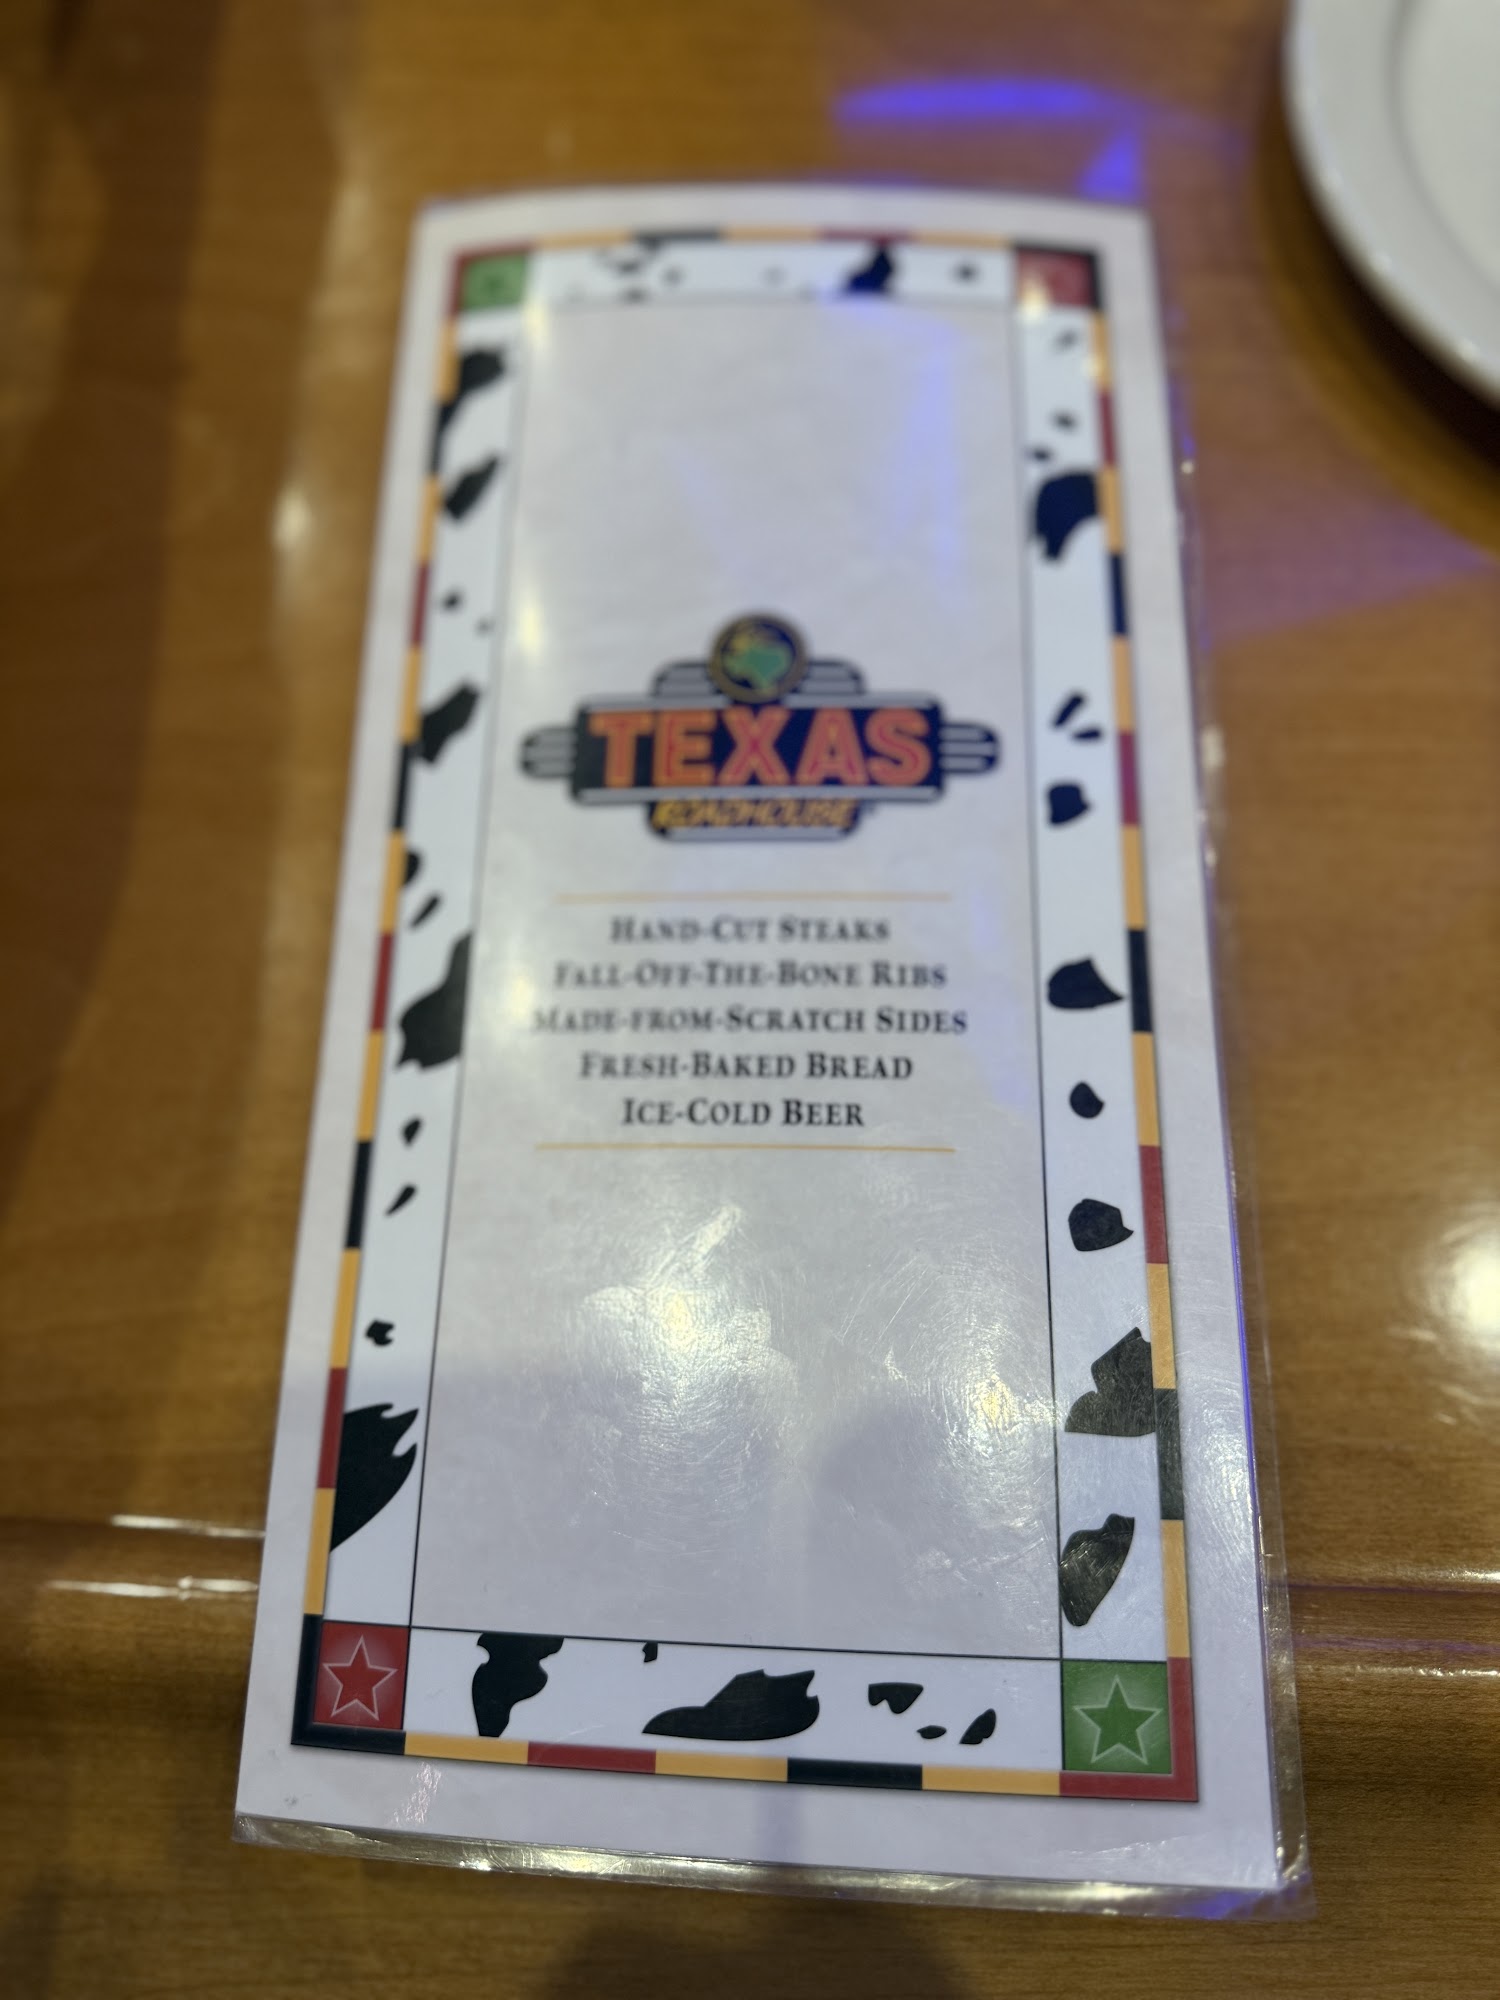 TEXAS
ROADHOUSE
HAND-CUT STEAKS
FALL-OFF-THE-BONE RIBS
MADE-FROM-SCRATCH SIDES
FRESH-BAKED BREAD
ICE-COLD BEER